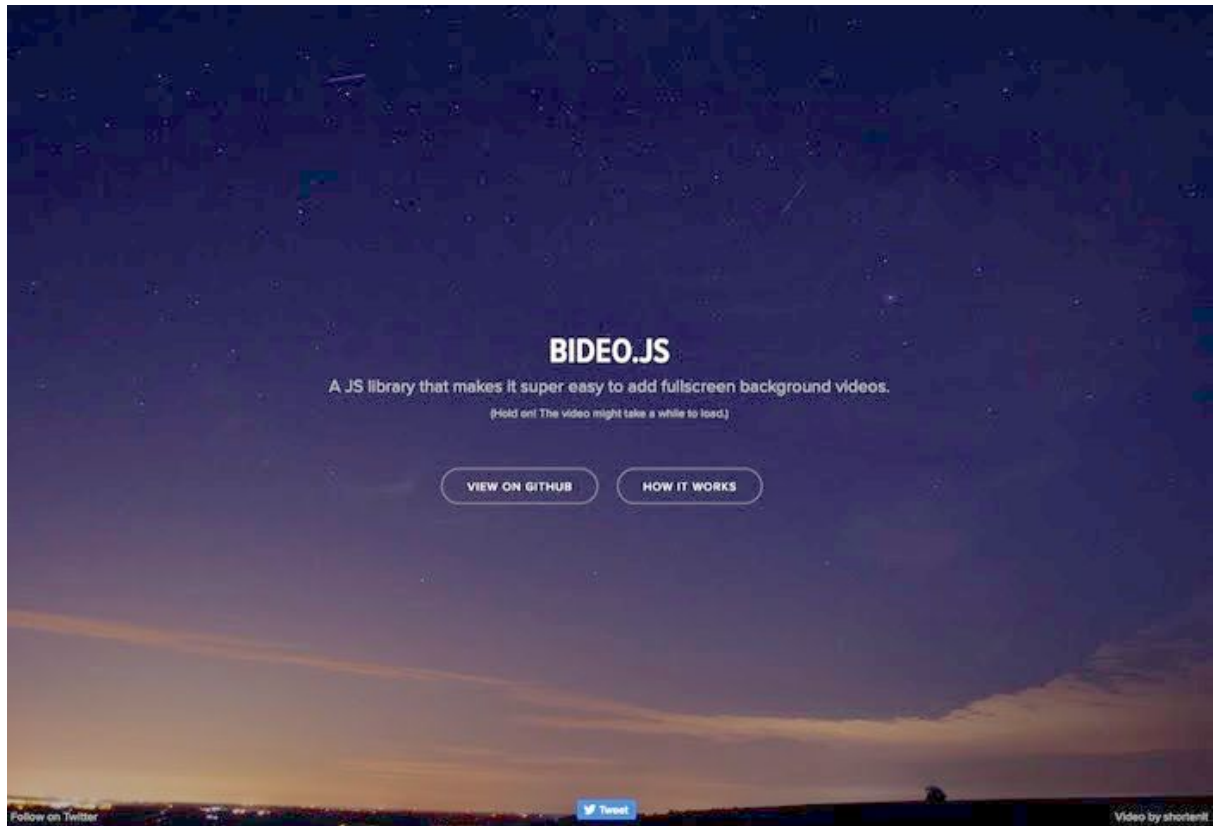 BIDEO.JS
A JS library that makes it super easy to add fullscreen background videos.
(Hold on! The video might take a while to load.)
VIEW ON GITHUB HOW IT WORKS
Follow on Twitter Tweet Video by shortenit